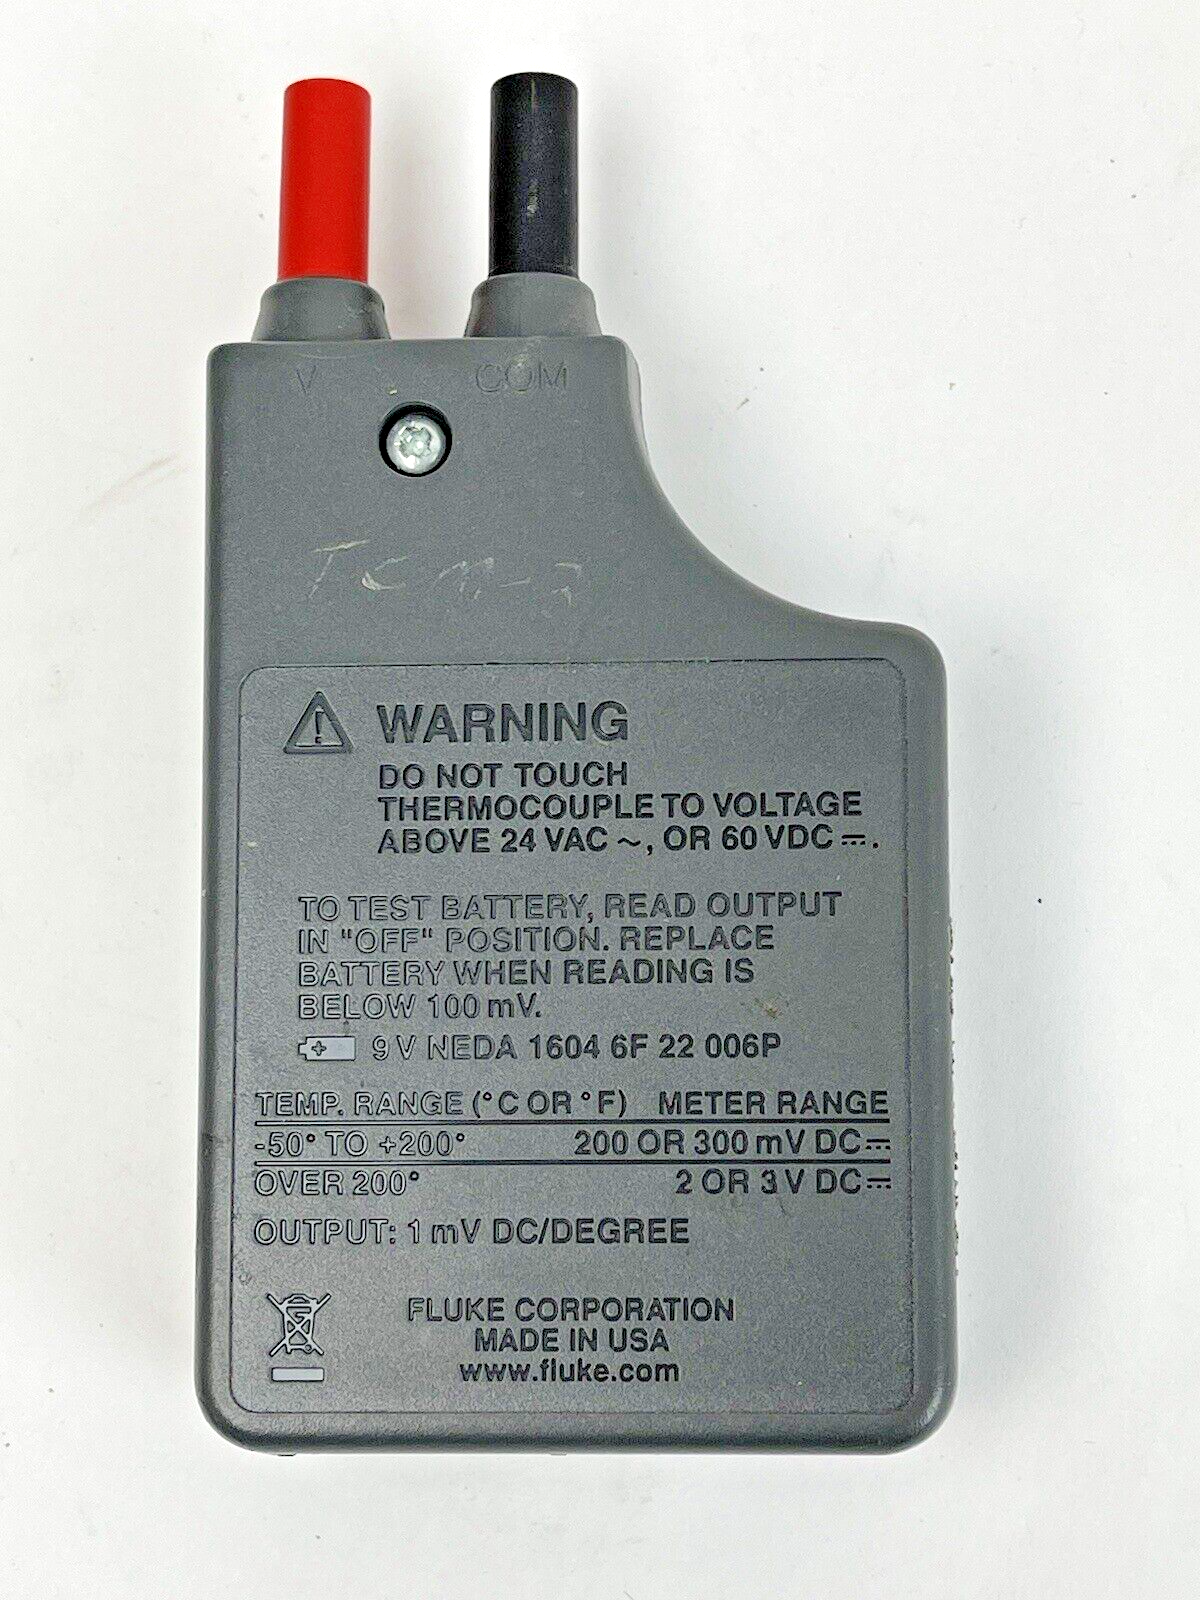 V COM
WARNING
DO NOT TOUCH
THERMOCOUPLE TO VOLTAGE
ABOVE 24 VAC ~, OR 60 VDC ⎓.
TO TEST BATTERY, READ OUTPUT
IN "OFF" POSITION. REPLACE
BATTERY WHEN READING IS
BELOW 100 mV.
9 V NEDA 1604 6F 22 006P
TEMP. RANGE (°C OR °F) METER RANGE
-50° TO +200° 200 OR 300 mV DC⎓
OVER 200° 2 OR 3 V DC⎓
OUTPUT: 1 mV DC/DEGREE
FLUKE CORPORATION
MADE IN USA
www.fluke.com